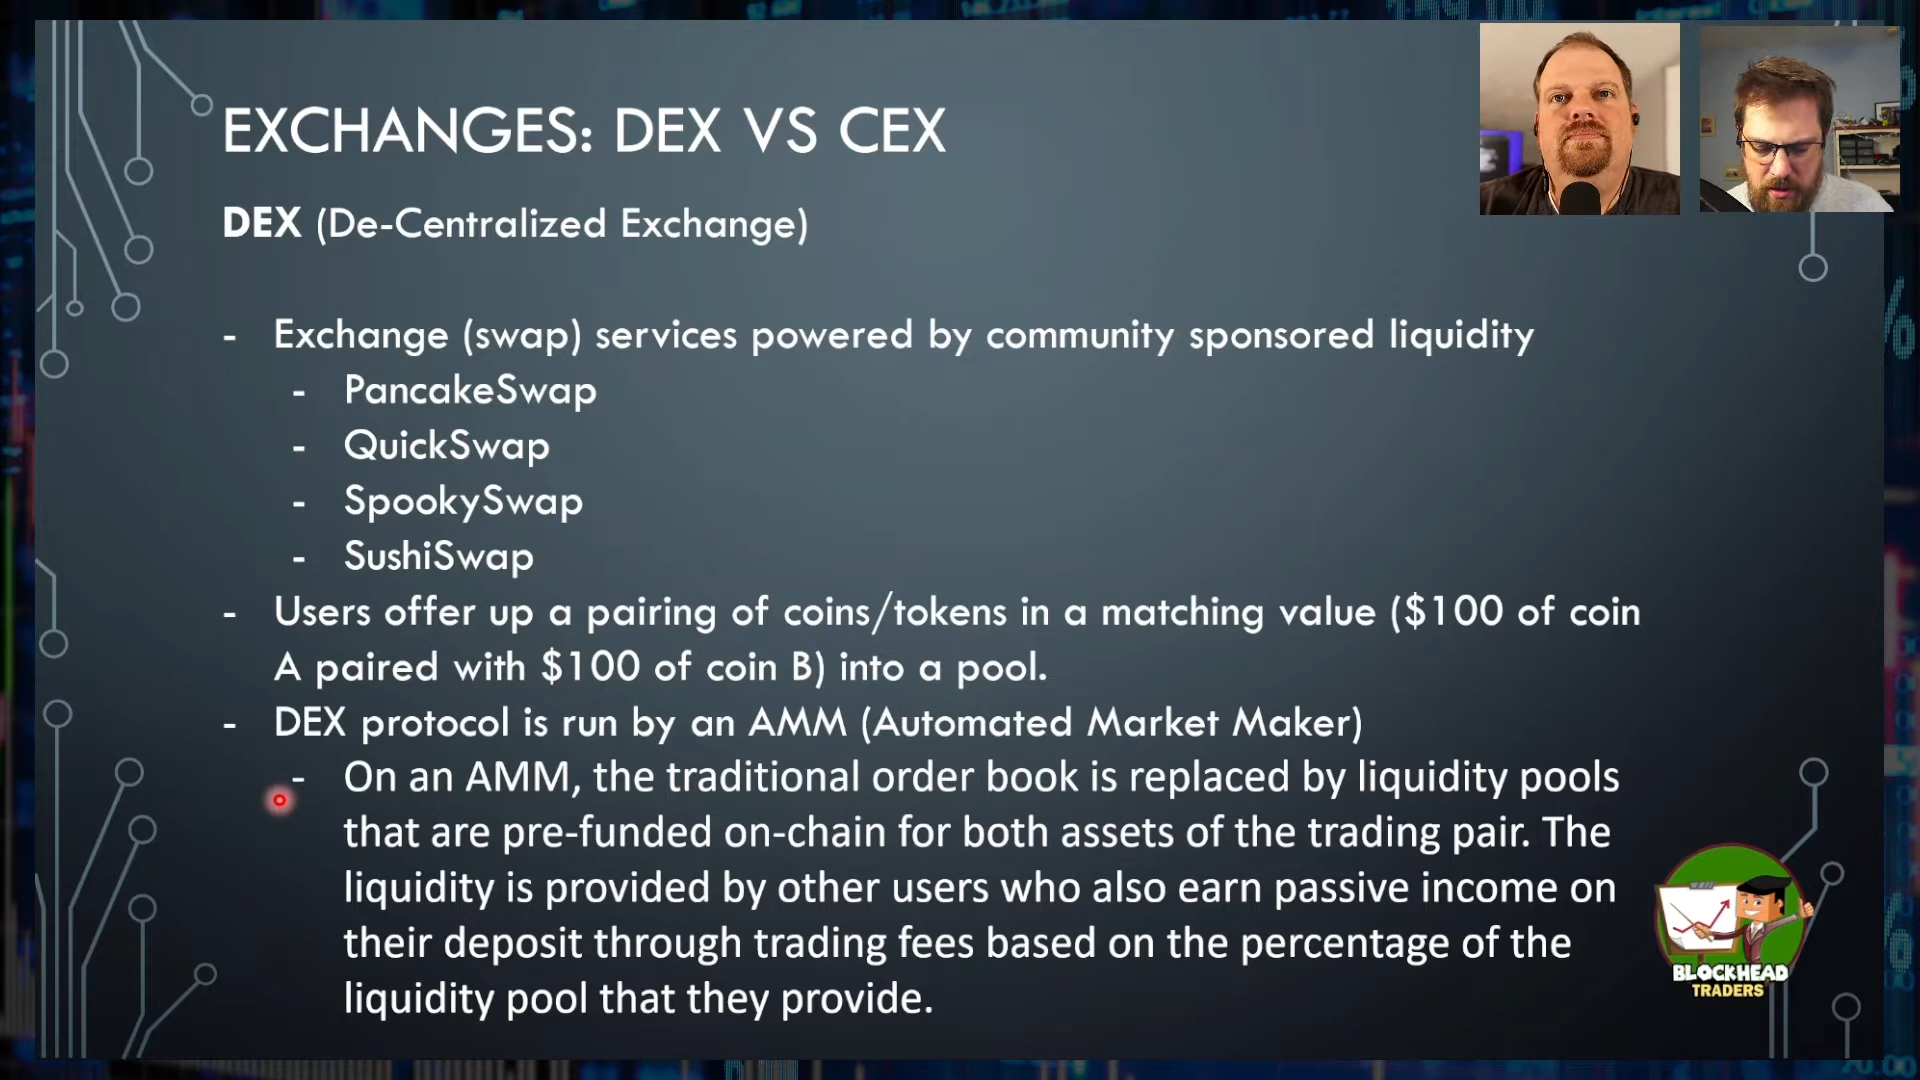 EXCHANGES: DEX VS CEX
DEX (De-Centralized Exchange)
- Exchange (swap) services powered by community sponsored liquidity
- PancakeSwap
- QuickSwap
- SpookySwap
- SushiSwap
- Users offer up a pairing of coins/tokens in a matching value ($100 of coin
A paired with $100 of coin B) into a pool.
- DEX protocol is run by an AMM (Automated Market Maker)
- On an AMM, the traditional order book is replaced by liquidity pools
that are pre-funded on-chain for both assets of the trading pair. The
liquidity is provided by other users who also earn passive income on
their deposit through trading fees based on the percentage of the
liquidity pool that they provide.
BLOCKHEAD
TRADERS